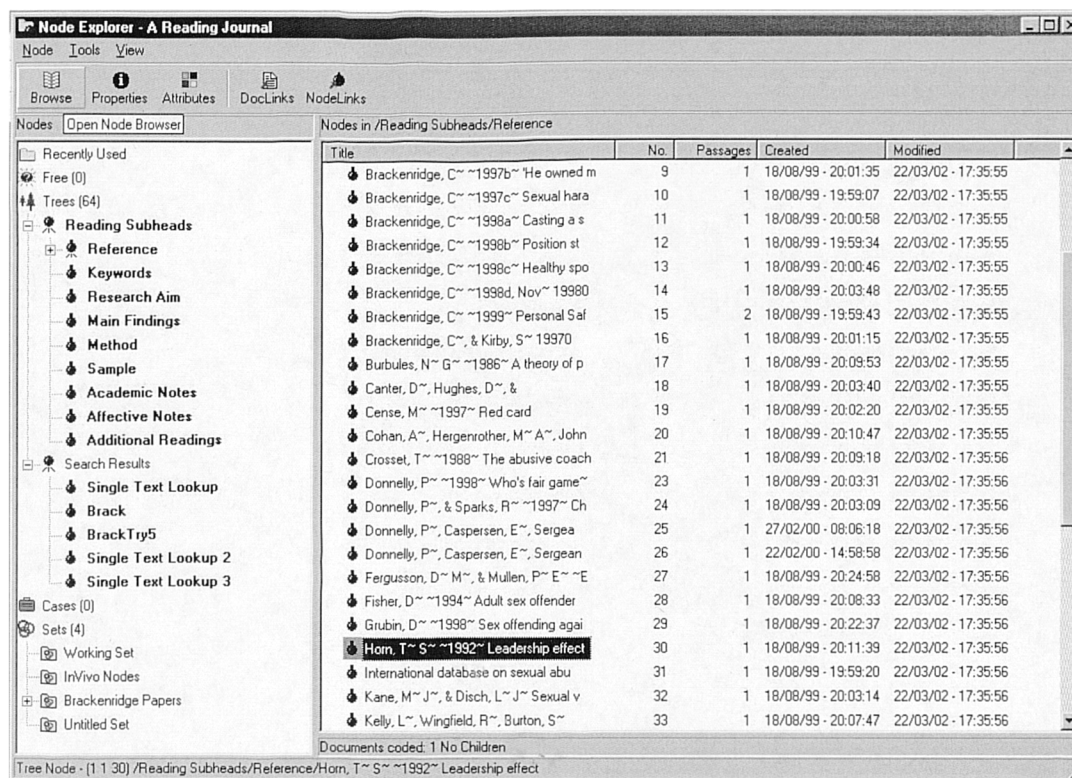 Node Explorer - A Reading Journal
Node Tools View
Browse Properties Attributes DocLinks NodeLinks
Nodes Open Node Browser
Nodes in /Reading Subheads/Reference
Recently Used
Free (0)
Trees (64)
Reading Subheads
Reference
Keywords
Research Aim
Main Findings
Method
Sample
Academic Notes
Affective Notes
Additional Readings
Search Results
Single Text Lookup
Brack
BrackTry5
Single Text Lookup 2
Single Text Lookup 3
Cases (0)
Sets (4)
Working Set
InVivo Nodes
Brackenridge Papers
Untitled Set
Title No. Passages Created Modified
Brackenridge, C~ ~1997b~ 'He owned m 9 1 18/08/99 - 20:01:35 22/03/02 - 17:35:55
Brackenridge, C~ ~1997c~ Sexual hara 10 1 18/08/99 - 19:59:07 22/03/02 - 17:35:55
Brackenridge, C~ ~1998a~ Casting a s 11 1 18/08/99 - 20:00:58 22/03/02 - 17:35:55
Brackenridge, C~ ~1998b~ Position st 12 1 18/08/99 - 19:59:34 22/03/02 - 17:35:55
Brackenridge, C~ ~1998c~ Healthy spo 13 1 18/08/99 - 20:00:46 22/03/02 - 17:35:55
Brackenridge, C~ ~1998d, Nov~ 19980 14 1 18/08/99 - 20:03:48 22/03/02 - 17:35:55
Brackenridge, C~ ~1999~ Personal Saf 15 2 18/08/99 - 19:59:43 22/03/02 - 17:35:55
Brackenridge, C~, & Kirby, S~ 19970 16 1 18/08/99 - 20:01:15 22/03/02 - 17:35:55
Burbules, N~ G~ ~1986~ A theory of p 17 1 18/08/99 - 20:09:53 22/03/02 - 17:35:55
Canter, D~, Hughes, D~, & 18 1 18/08/99 - 20:03:40 22/03/02 - 17:35:55
Cense, M~ ~1997~ Red card 19 1 18/08/99 - 20:02:20 22/03/02 - 17:35:55
Cohan, A~, Hergenrother, M~ A~, John 20 1 18/08/99 - 20:10:47 22/03/02 - 17:35:55
Crosset, T~ ~1988~ The abusive coach 21 1 18/08/99 - 20:09:18 22/03/02 - 17:35:55
Donnelly, P~ ~1998~ Who's fair game~ 23 1 18/08/99 - 20:03:31 22/03/02 - 17:35:55
Donnelly, P~, & Sparks, R~ ~1997~ Ch 24 1 18/08/99 - 20:03:09 22/03/02 - 17:35:56
Donnelly, P~, Caspersen, E~, Sergea 25 1 27/02/00 - 08:06:18 22/03/02 - 17:35:56
Donnelly, P~, Caspersen, E~, Sergean 26 1 22/02/00 - 14:58:58 22/03/02 - 17:35:56
Fergusson, D~ M~, & Mullen, P~ E~ ~E 27 1 18/08/99 - 20:24:58 22/03/02 - 17:35:56
Fisher, D~ ~1994~ Adult sex offender 28 1 18/08/99 - 20:08:33 22/03/02 - 17:35:56
Grubin, D~ ~1998~ Sex offending agai 29 1 18/08/99 - 20:22:37 22/03/02 - 17:35:56
Horn, T~ S~ ~1992~ Leadership effect 30 1 18/08/99 - 20:11:39 22/03/02 - 17:35:56
International database on sexual abu 31 1 18/08/99 - 19:59:20 22/03/02 - 17:35:56
Kane, M~ J~, & Disch, L~ J~ Sexual v 32 1 18/08/99 - 20:03:14 22/03/02 - 17:35:56
Kelly, L~, Wingfield, R~, Burton, S~ 33 1 18/08/99 - 20:07:47 22/03/02 - 17:35:56
Documents coded: 1 No Children
Tree Node - (1 1 30) /Reading Subheads/Reference/Horn, T~ S~ ~1992~ Leadership effect